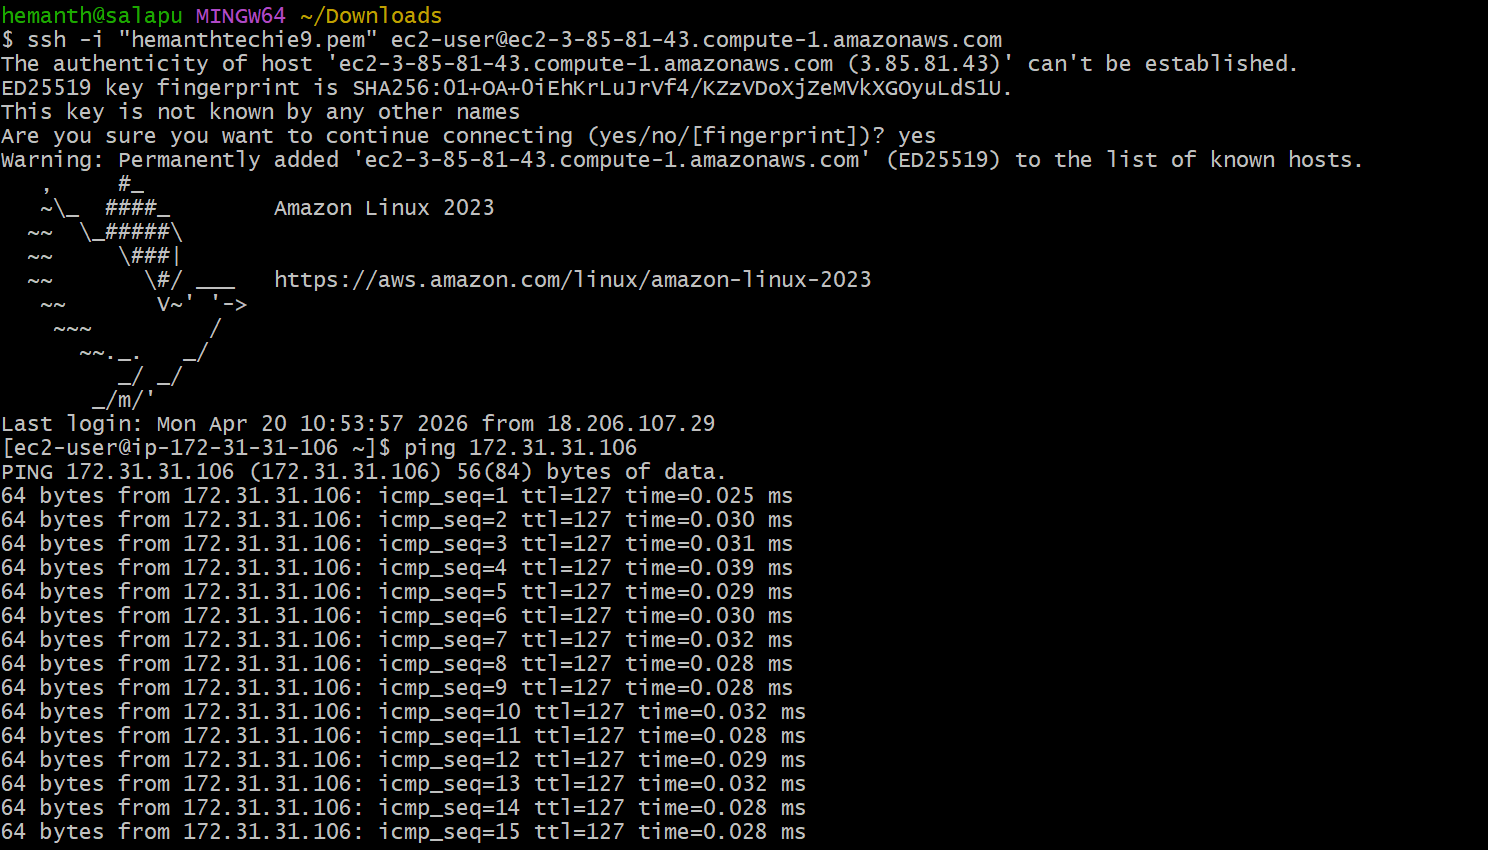 hemanth@salapu MINGW64 ~/Downloads
$ ssh -i "hemanthtechie9.pem" ec2-user@ec2-3-85-81-43.compute-1.amazonaws.com
The authenticity of host 'ec2-3-85-81-43.compute-1.amazonaws.com (3.85.81.43)' can't be established.
ED25519 key fingerprint is SHA256:O1+OA+OiEhKrLuJrVf4/KZzVDoXjZeMVkXGOyuLdS1U.
This key is not known by any other names
Are you sure you want to continue connecting (yes/no/[fingerprint])? yes
Warning: Permanently added 'ec2-3-85-81-43.compute-1.amazonaws.com' (ED25519) to the list of known hosts.
   ,     #_
   ~\_  ####_        Amazon Linux 2023
  ~~  \_#####\
  ~~     \###|
  ~~       \#/ ___   https://aws.amazon.com/linux/amazon-linux-2023
   ~~       V~' '->
    ~~~         /
      ~~._.   _/
         _/ _/
       _/m/'
Last login: Mon Apr 20 10:53:57 2026 from 18.206.107.29
[ec2-user@ip-172-31-31-106 ~]$ ping 172.31.31.106
PING 172.31.31.106 (172.31.31.106) 56(84) bytes of data.
64 bytes from 172.31.31.106: icmp_seq=1 ttl=127 time=0.025 ms
64 bytes from 172.31.31.106: icmp_seq=2 ttl=127 time=0.030 ms
64 bytes from 172.31.31.106: icmp_seq=3 ttl=127 time=0.031 ms
64 bytes from 172.31.31.106: icmp_seq=4 ttl=127 time=0.039 ms
64 bytes from 172.31.31.106: icmp_seq=5 ttl=127 time=0.029 ms
64 bytes from 172.31.31.106: icmp_seq=6 ttl=127 time=0.030 ms
64 bytes from 172.31.31.106: icmp_seq=7 ttl=127 time=0.032 ms
64 bytes from 172.31.31.106: icmp_seq=8 ttl=127 time=0.028 ms
64 bytes from 172.31.31.106: icmp_seq=9 ttl=127 time=0.028 ms
64 bytes from 172.31.31.106: icmp_seq=10 ttl=127 time=0.032 ms
64 bytes from 172.31.31.106: icmp_seq=11 ttl=127 time=0.028 ms
64 bytes from 172.31.31.106: icmp_seq=12 ttl=127 time=0.029 ms
64 bytes from 172.31.31.106: icmp_seq=13 ttl=127 time=0.032 ms
64 bytes from 172.31.31.106: icmp_seq=14 ttl=127 time=0.028 ms
64 bytes from 172.31.31.106: icmp_seq=15 ttl=127 time=0.028 ms